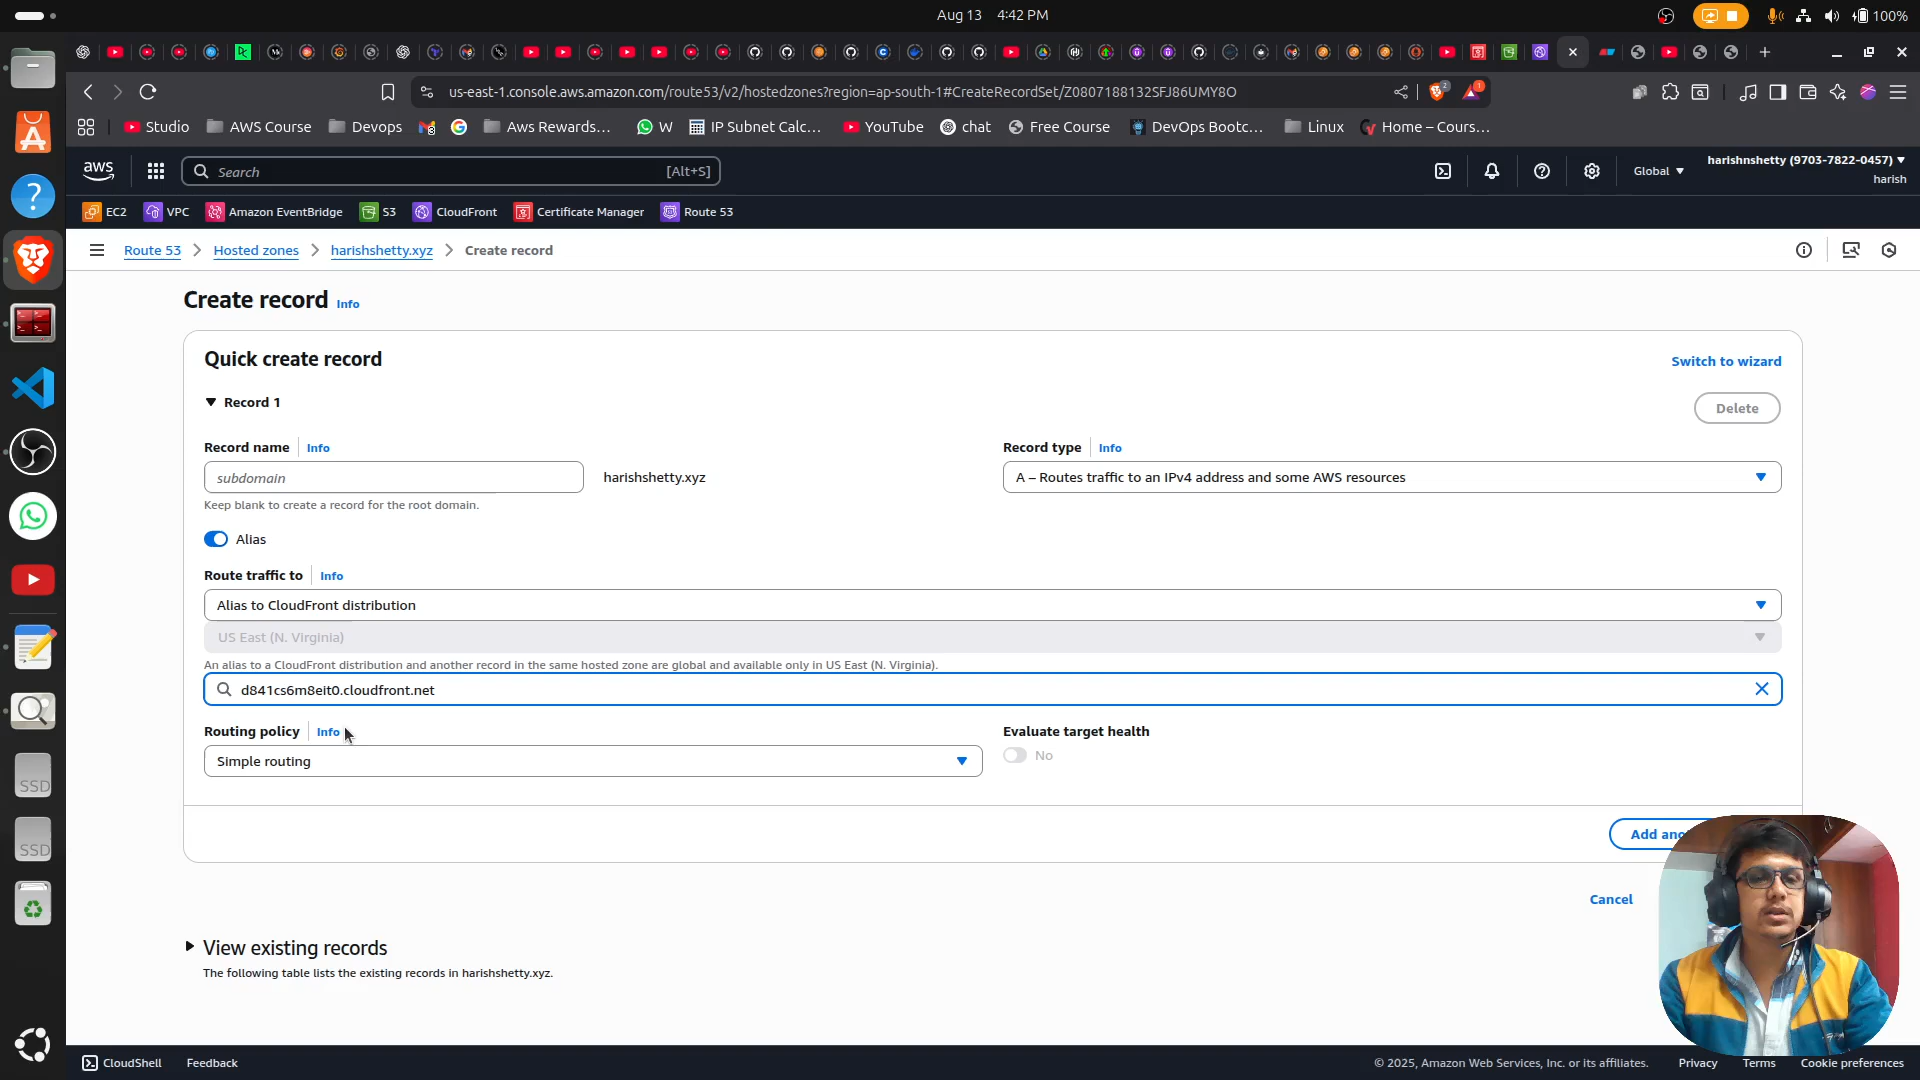 Aug 13 4:42 PM
100%
us-east-1.console.aws.amazon.com/route53/v2/hostedzones?region=ap-south-1#CreateRecordSet/Z0807188132SFJ86UMY8O
2
1
Studio
AWS Course
Devops
Aws Rewards...
W
IP Subnet Calc...
YouTube
chat
Free Course
DevOps Bootc...
Linux
Home – Cours...
aws
Search
[Alt+S]
Global
harishnshetty (9703-7822-0457)
harish
EC2
VPC
Amazon EventBridge
S3
CloudFront
Certificate Manager
Route 53
Route 53
Hosted zones
harishshetty.xyz
Create record
Create record Info
Quick create record
Switch to wizard
Record 1
Delete
Record name Info
Record type Info
subdomain
harishshetty.xyz
A – Routes traffic to an IPv4 address and some AWS resources
Keep blank to create a record for the root domain.
Alias
Route traffic to Info
Alias to CloudFront distribution
US East (N. Virginia)
An alias to a CloudFront distribution and another record in the same hosted zone are global and available only in US East (N. Virginia).
d841cs6m8eit0.cloudfront.net
Routing policy Info
Evaluate target health
Simple routing
No
Add ano
Cancel
View existing records
The following table lists the existing records in harishshetty.xyz.
SSD
SSD
CloudShell
Feedback
© 2025, Amazon Web Services, Inc. or its affiliates.
Privacy
Terms
Cookie preferences